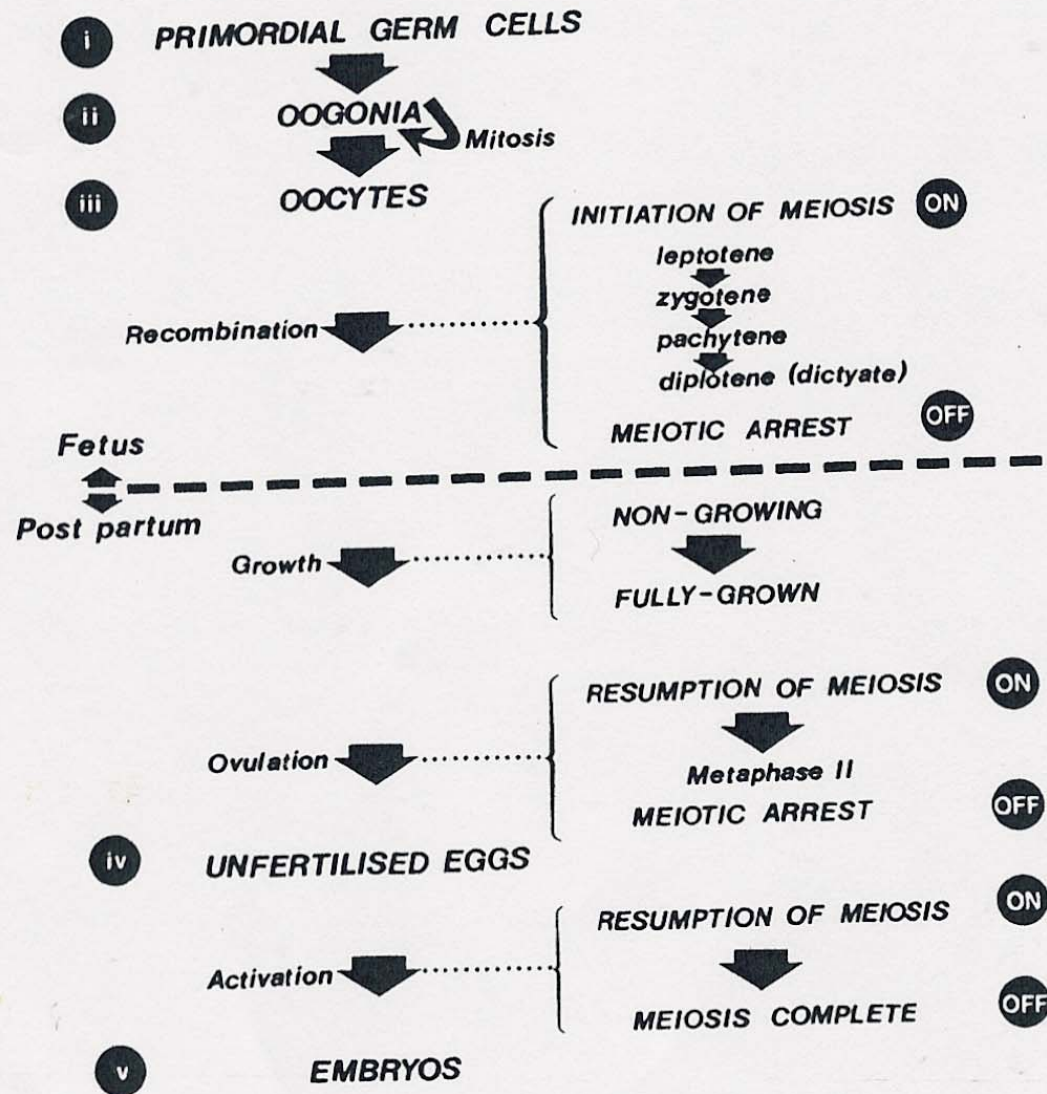 i PRIMORDIAL GERM CELLS
ii OOGONIA
Mitosis
iii OOCYTES
INITIATION OF MEIOSIS ON
leptotene
zygotene
Recombination
pachytene
diplotene (dictyate)
MEIOTIC ARREST OFF
Fetus
Post partum
NON-GROWING
Growth
FULLY-GROWN
RESUMPTION OF MEIOSIS ON
Ovulation
Metaphase II
MEIOTIC ARREST OFF
iv UNFERTILISED EGGS
RESUMPTION OF MEIOSIS ON
Activation
MEIOSIS COMPLETE OFF
v EMBRYOS